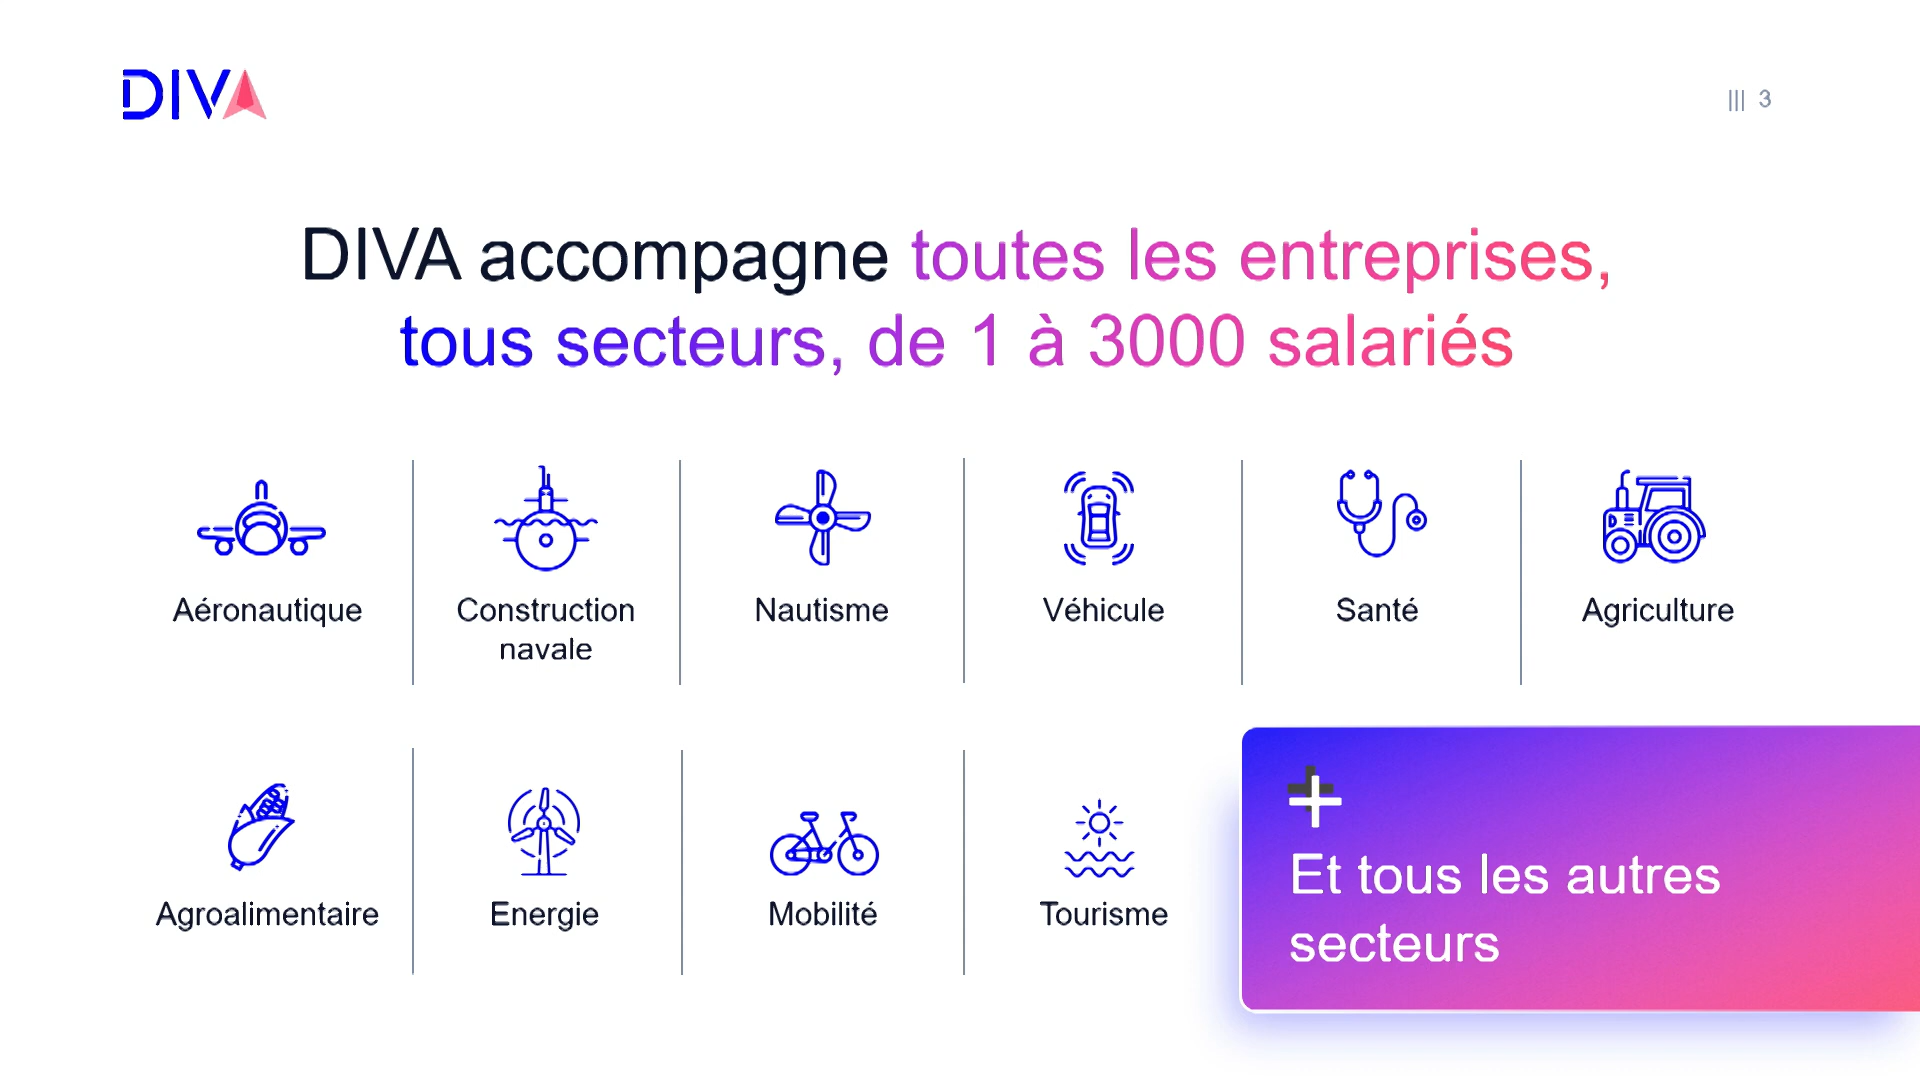 DIVA
||| 3
DIVA accompagne toutes les entreprises,
tous secteurs, de 1 à 3000 salariés
Aéronautique
Construction
navale
Nautisme
Véhicule
Santé
Agriculture
Agroalimentaire
Energie
Mobilité
Tourisme
Et tous les autres
secteurs